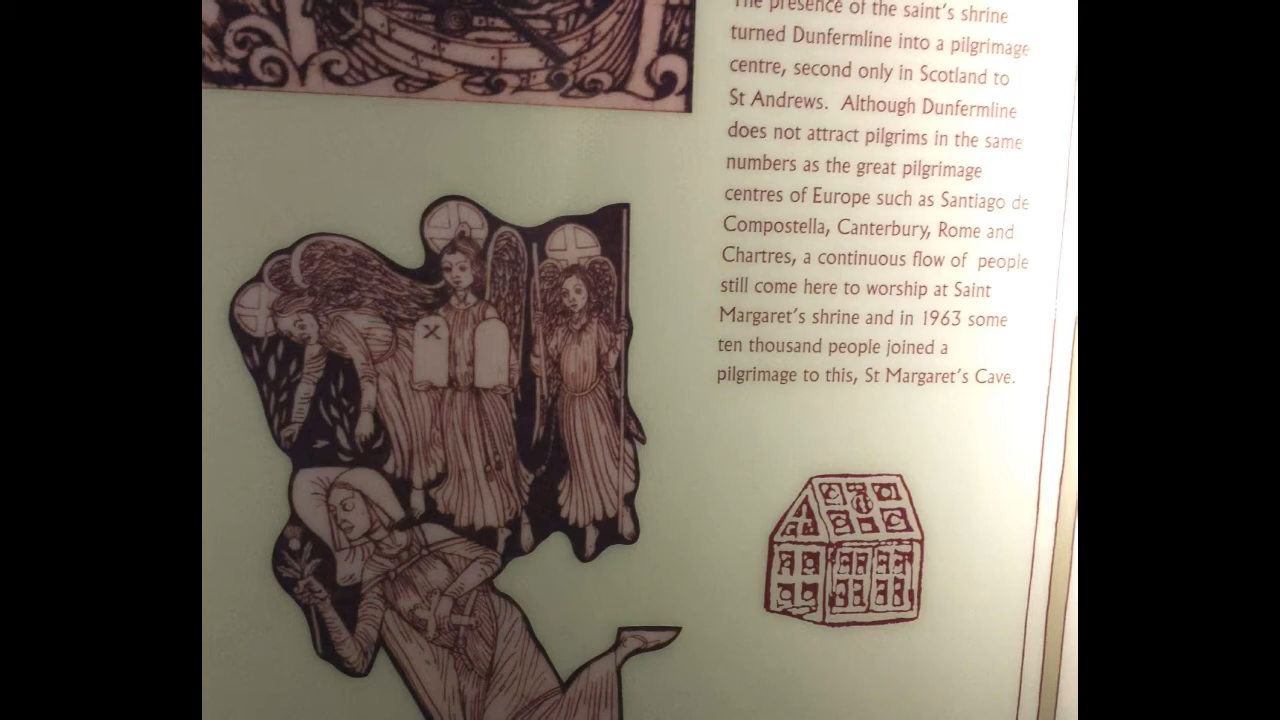 The presence of the saint's shrine
turned Dunfermline into a pilgrimage
centre, second only in Scotland to
St Andrews. Although Dunfermline
does not attract pilgrims in the same
numbers as the great pilgrimage
centres of Europe such as Santiago de
Compostella, Canterbury, Rome and
Chartres, a continuous flow of people
still come here to worship at Saint
Margaret's shrine and in 1963 some
ten thousand people joined a
pilgrimage to this, St Margaret's Cave.
X